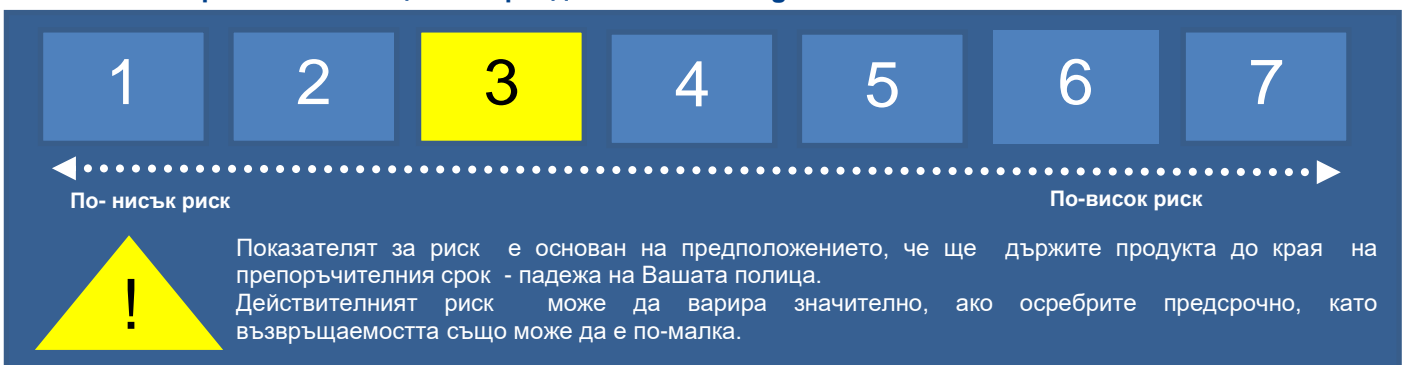 1 2 3 4 5 6 7
По- нисък риск По-висок риск
! Показателят за риск е основан на предположението, че ще държите продукта до края на
препоръчителния срок - падежа на Вашата полица.
Действителният риск може да варира значително, ако осребрите предсрочно, като
възвръщаемостта също може да е по-малка.